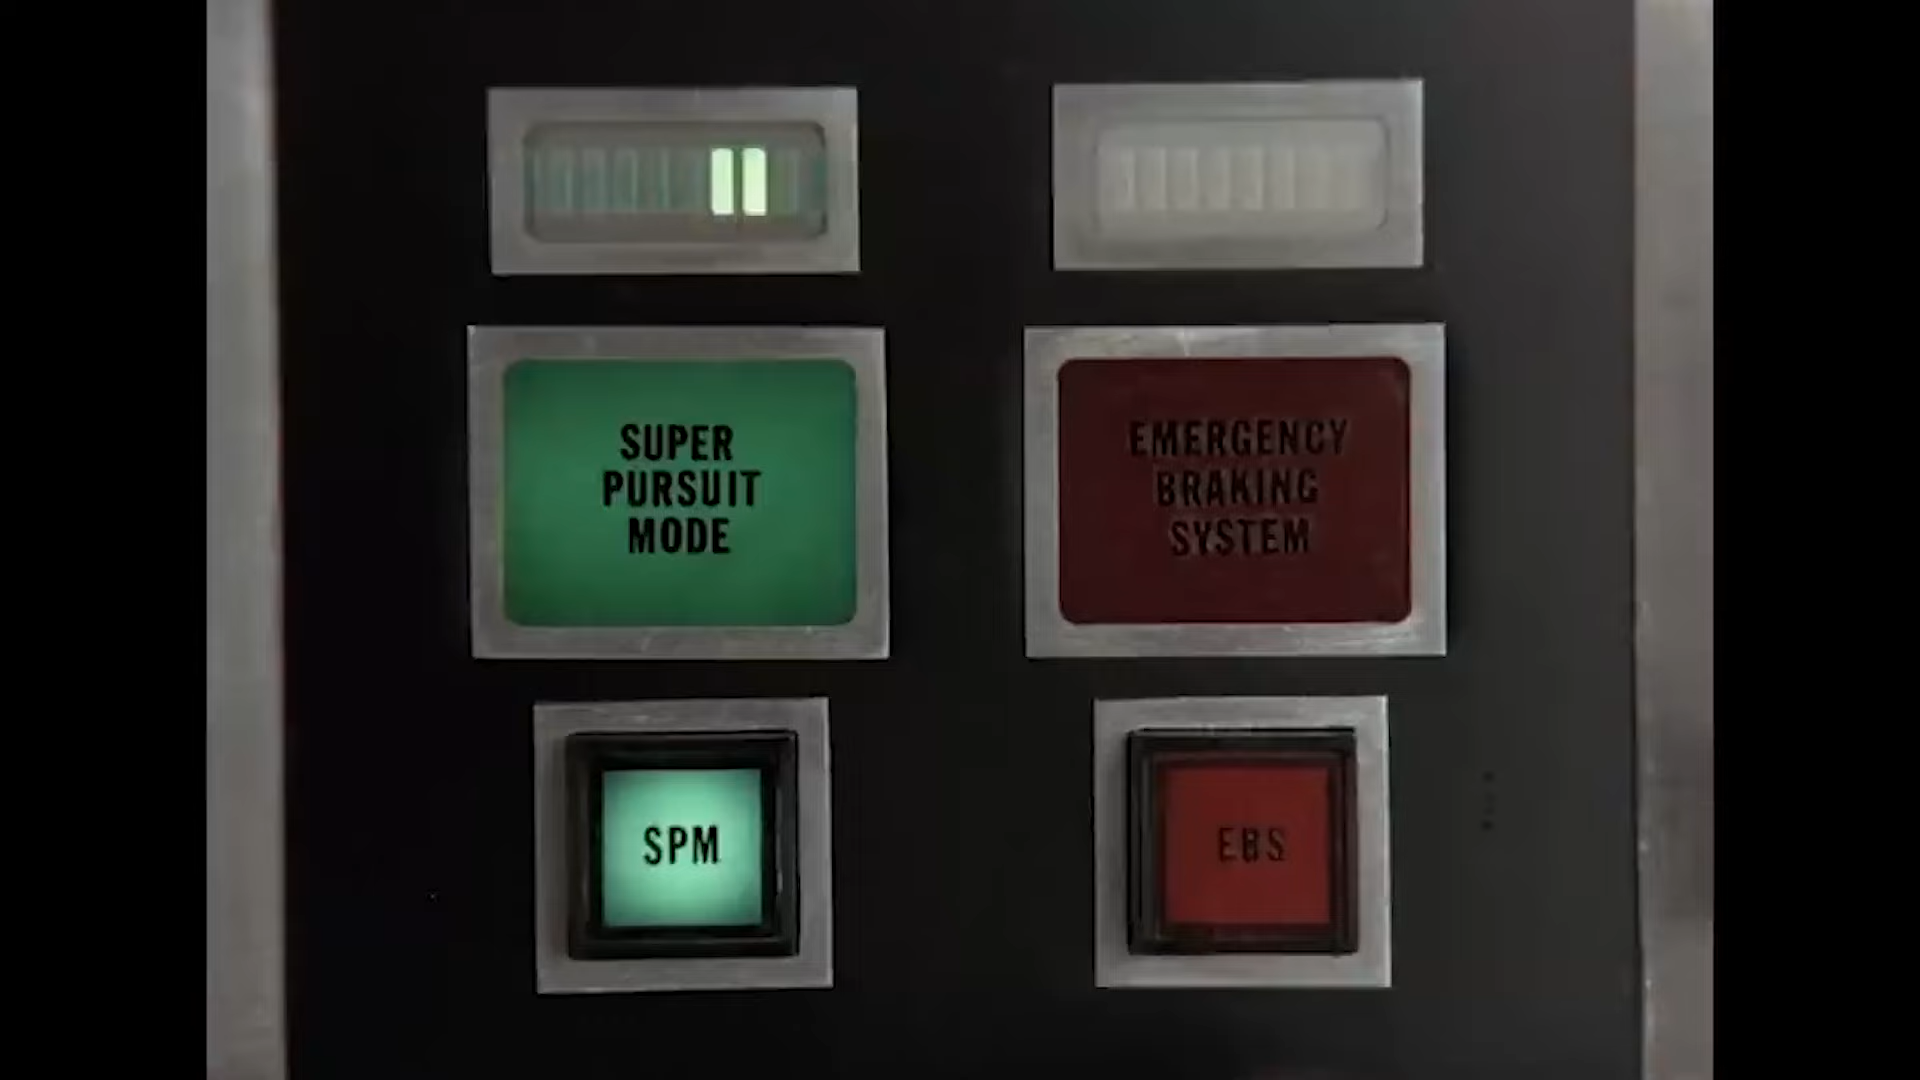 SUPER
PURSUIT
MODE
EMERGENCY
BRAKING
SYSTEM
SPM
EBS